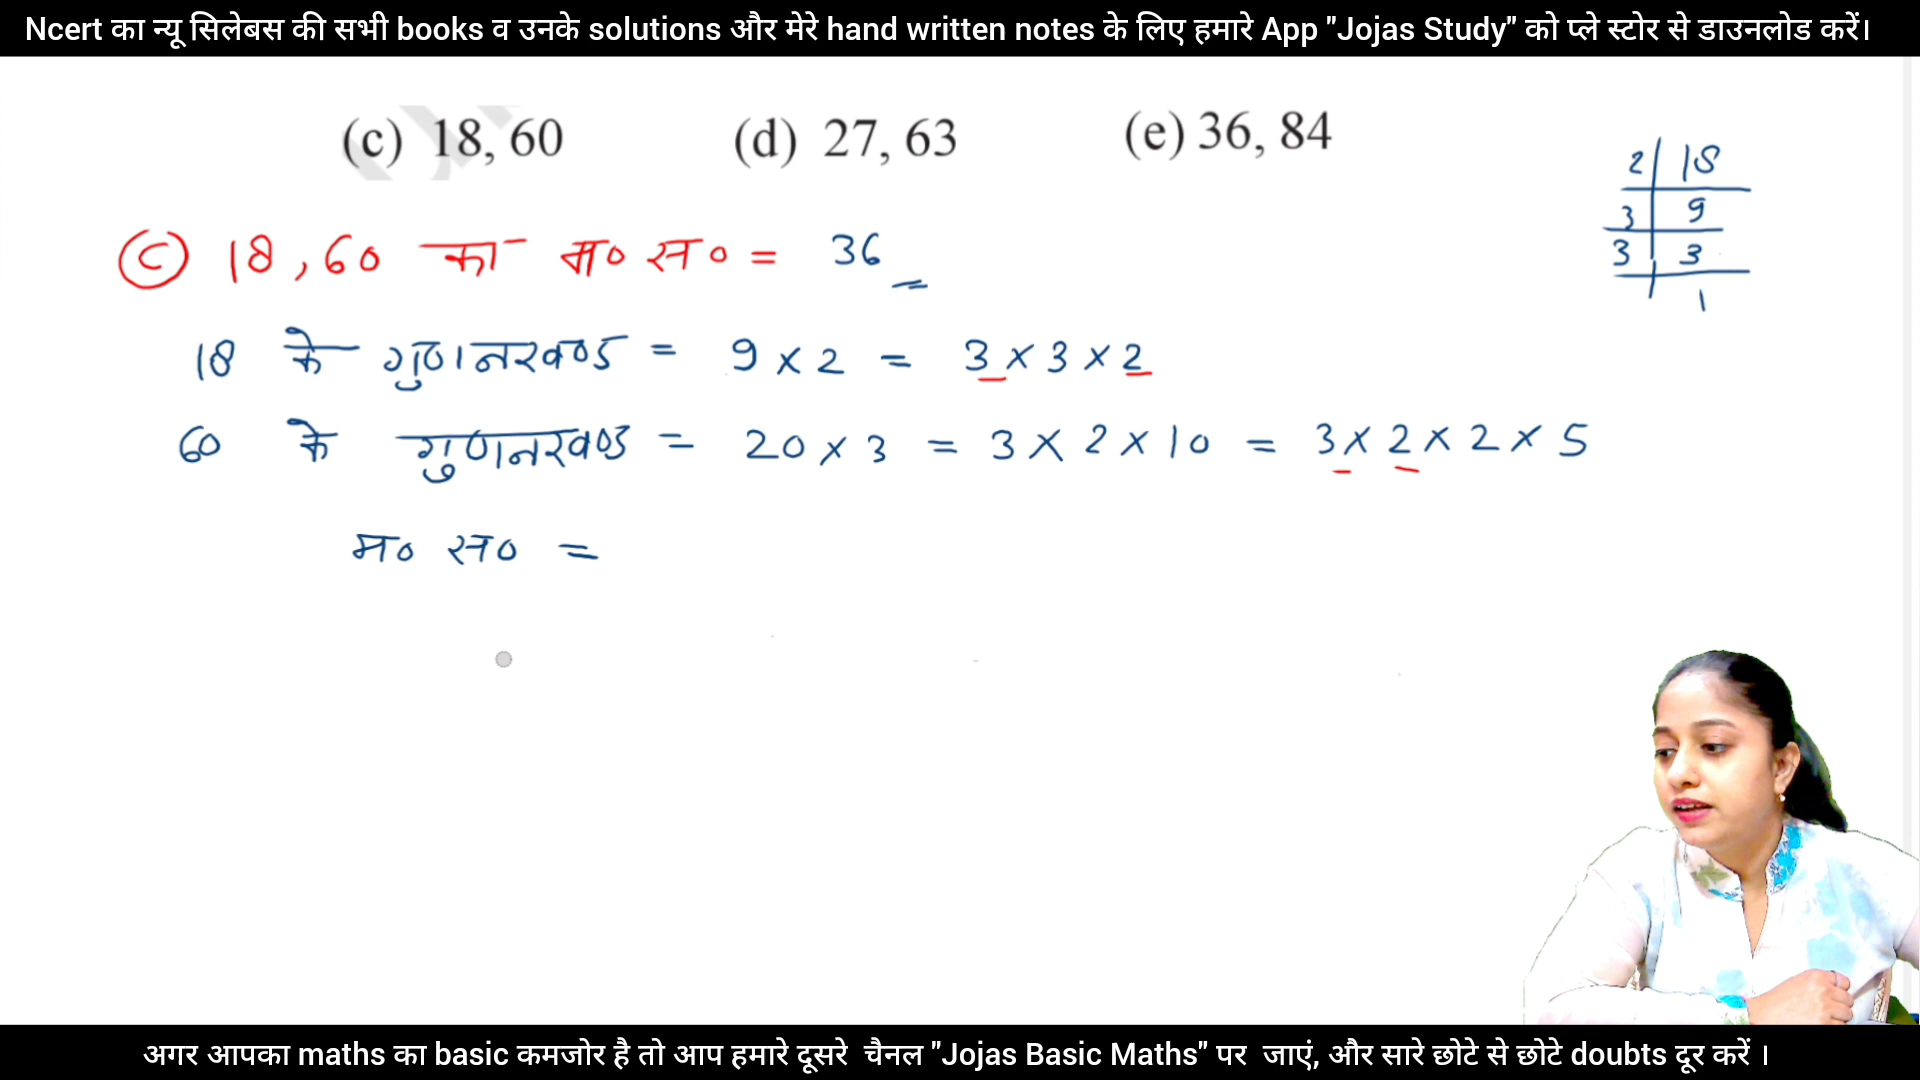 Ncert का न्यू सिलेबस की सभी books व उनके solutions और मेरे hand written notes के लिए हमारे App "Jojas Study" को प्ले स्टोर से डाउनलोड करें।
(c) 18, 60 (d) 27, 63 (e) 36, 84
2 | 18
3 | 9
3 | 3
1
(c) 18, 60 का म० स० = 36
18 के गुणनखण्ड = 9 × 2 = 3 × 3 × 2
60 के गुणनखण्ड = 20 × 3 = 3 × 2 × 10 = 3 × 2 × 2 × 5
म० स० =
अगर आपका maths का basic कमजोर है तो आप हमारे दूसरे चैनल "Jojas Basic Maths" पर जाएं, और सारे छोटे से छोटे doubts दूर करें ।